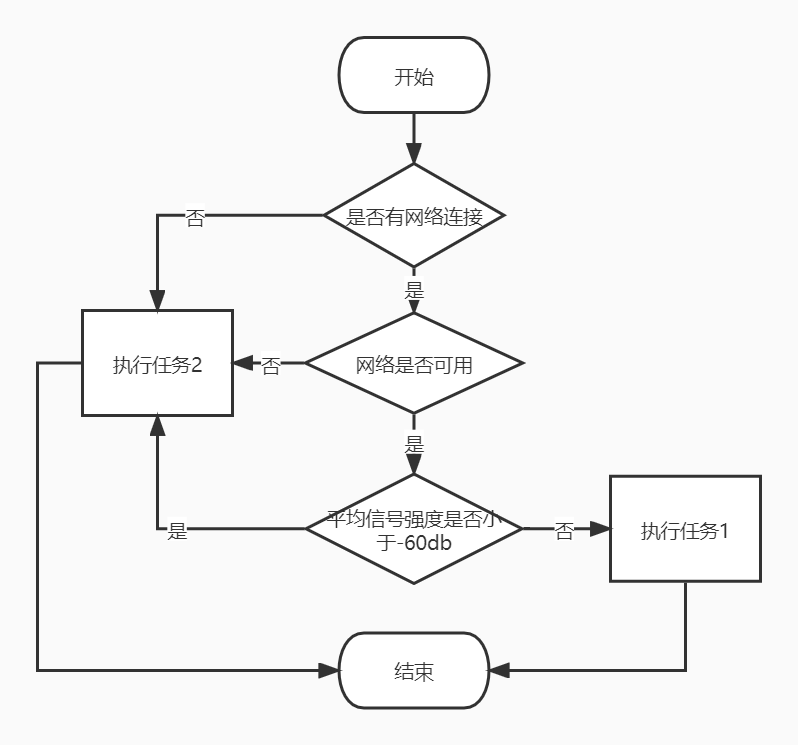 开始
是否有网络连接
否
是
执行任务2
否
网络是否可用
是
平均信号强度是否小
于-60db
是
否
执行任务1
结束